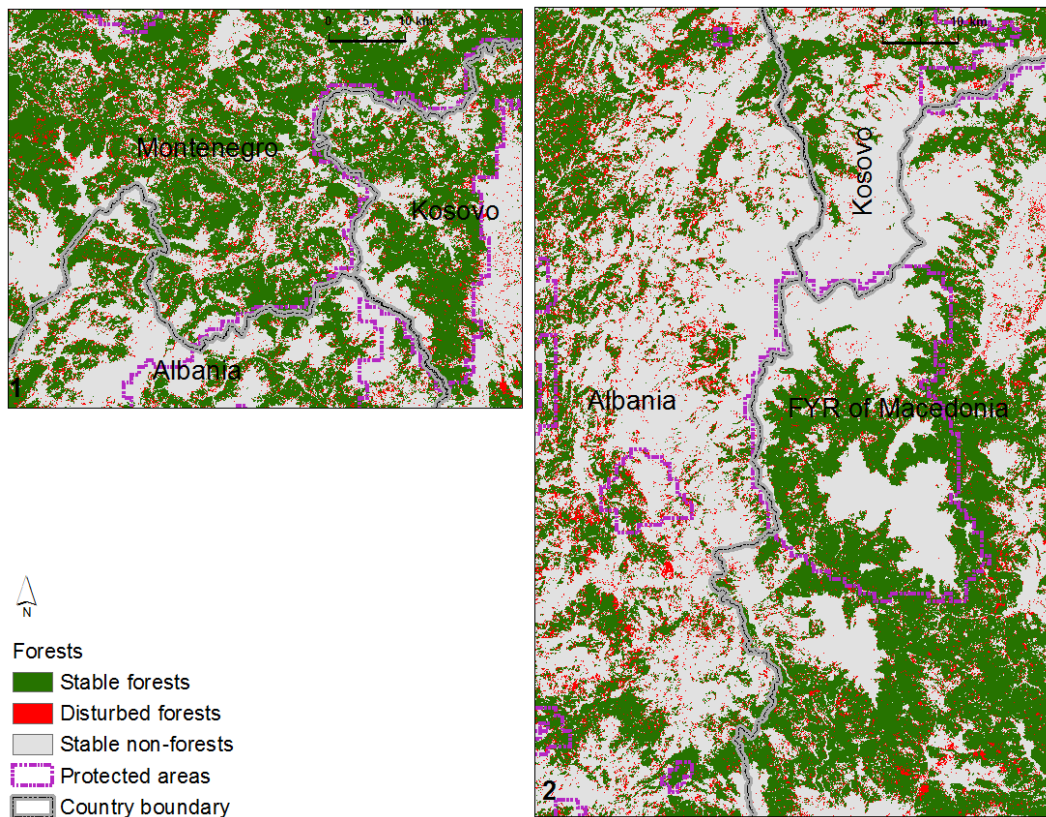 0 5 10 km
Montenegro
Kosovo
Albania
1
0 5 10 km
Kosovo
Albania
FYR of Macedonia
2
N
Forests
Stable forests
Disturbed forests
Stable non-forests
Protected areas
Country boundary